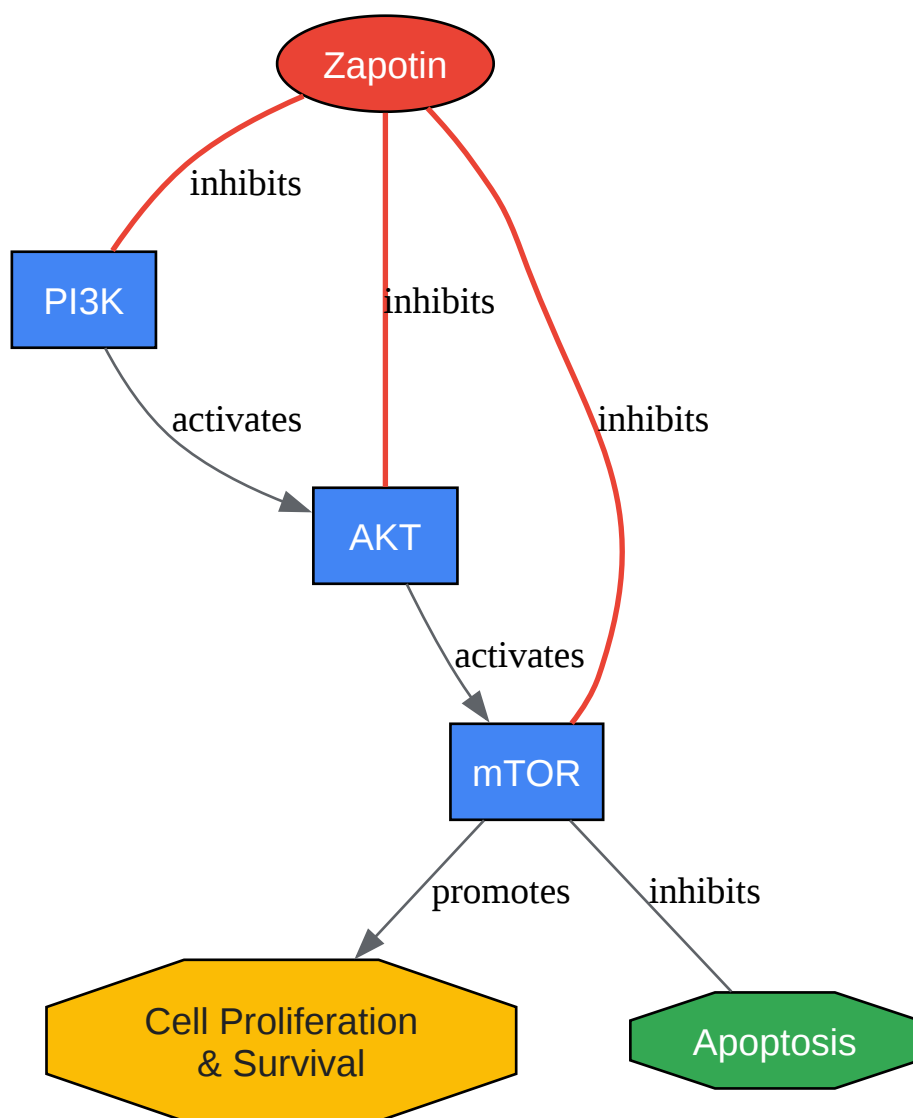 Zapotin
inhibits
PI3K
inhibits
activates
inhibits
AKT
activates
mTOR
promotes
inhibits
Cell Proliferation
& Survival
Apoptosis